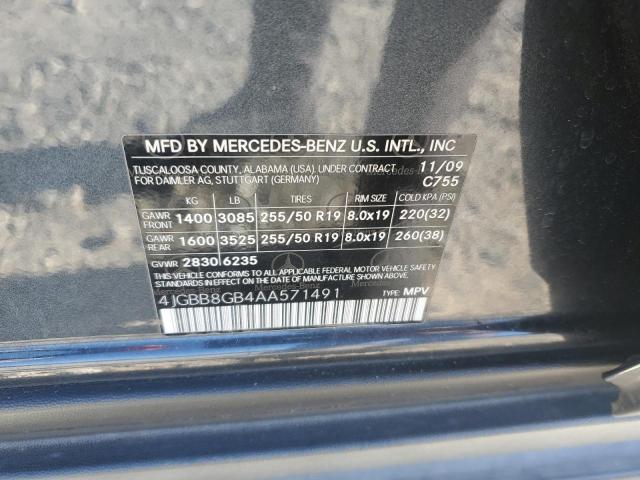 MFD BY MERCEDES-BENZ U.S. INTL., INC
TUSCALOOSA COUNTY, ALABAMA (USA) UNDER CONTRACT 11/09
FOR DAIMLER AG, STUTTGART (GERMANY) C755
KG LB TIRES RIM SIZE COLD KPA (PSI)
GAWR FRONT 1400 3085 255/50 R19 8.0x19 220(32)
GAWR REAR 1600 3525 255/50 R19 8.0x19 260(38)
GVWR 2830 6235
THIS VEHICLE CONFORMS TO ALL APPLICABLE FEDERAL MOTOR VEHICLE SAFETY
STANDARDS IN EFFECT ON THE DATE OF MANUFACTURE SHOWN ABOVE.
4JGBB8GB4AA571491 TYPE: MPV